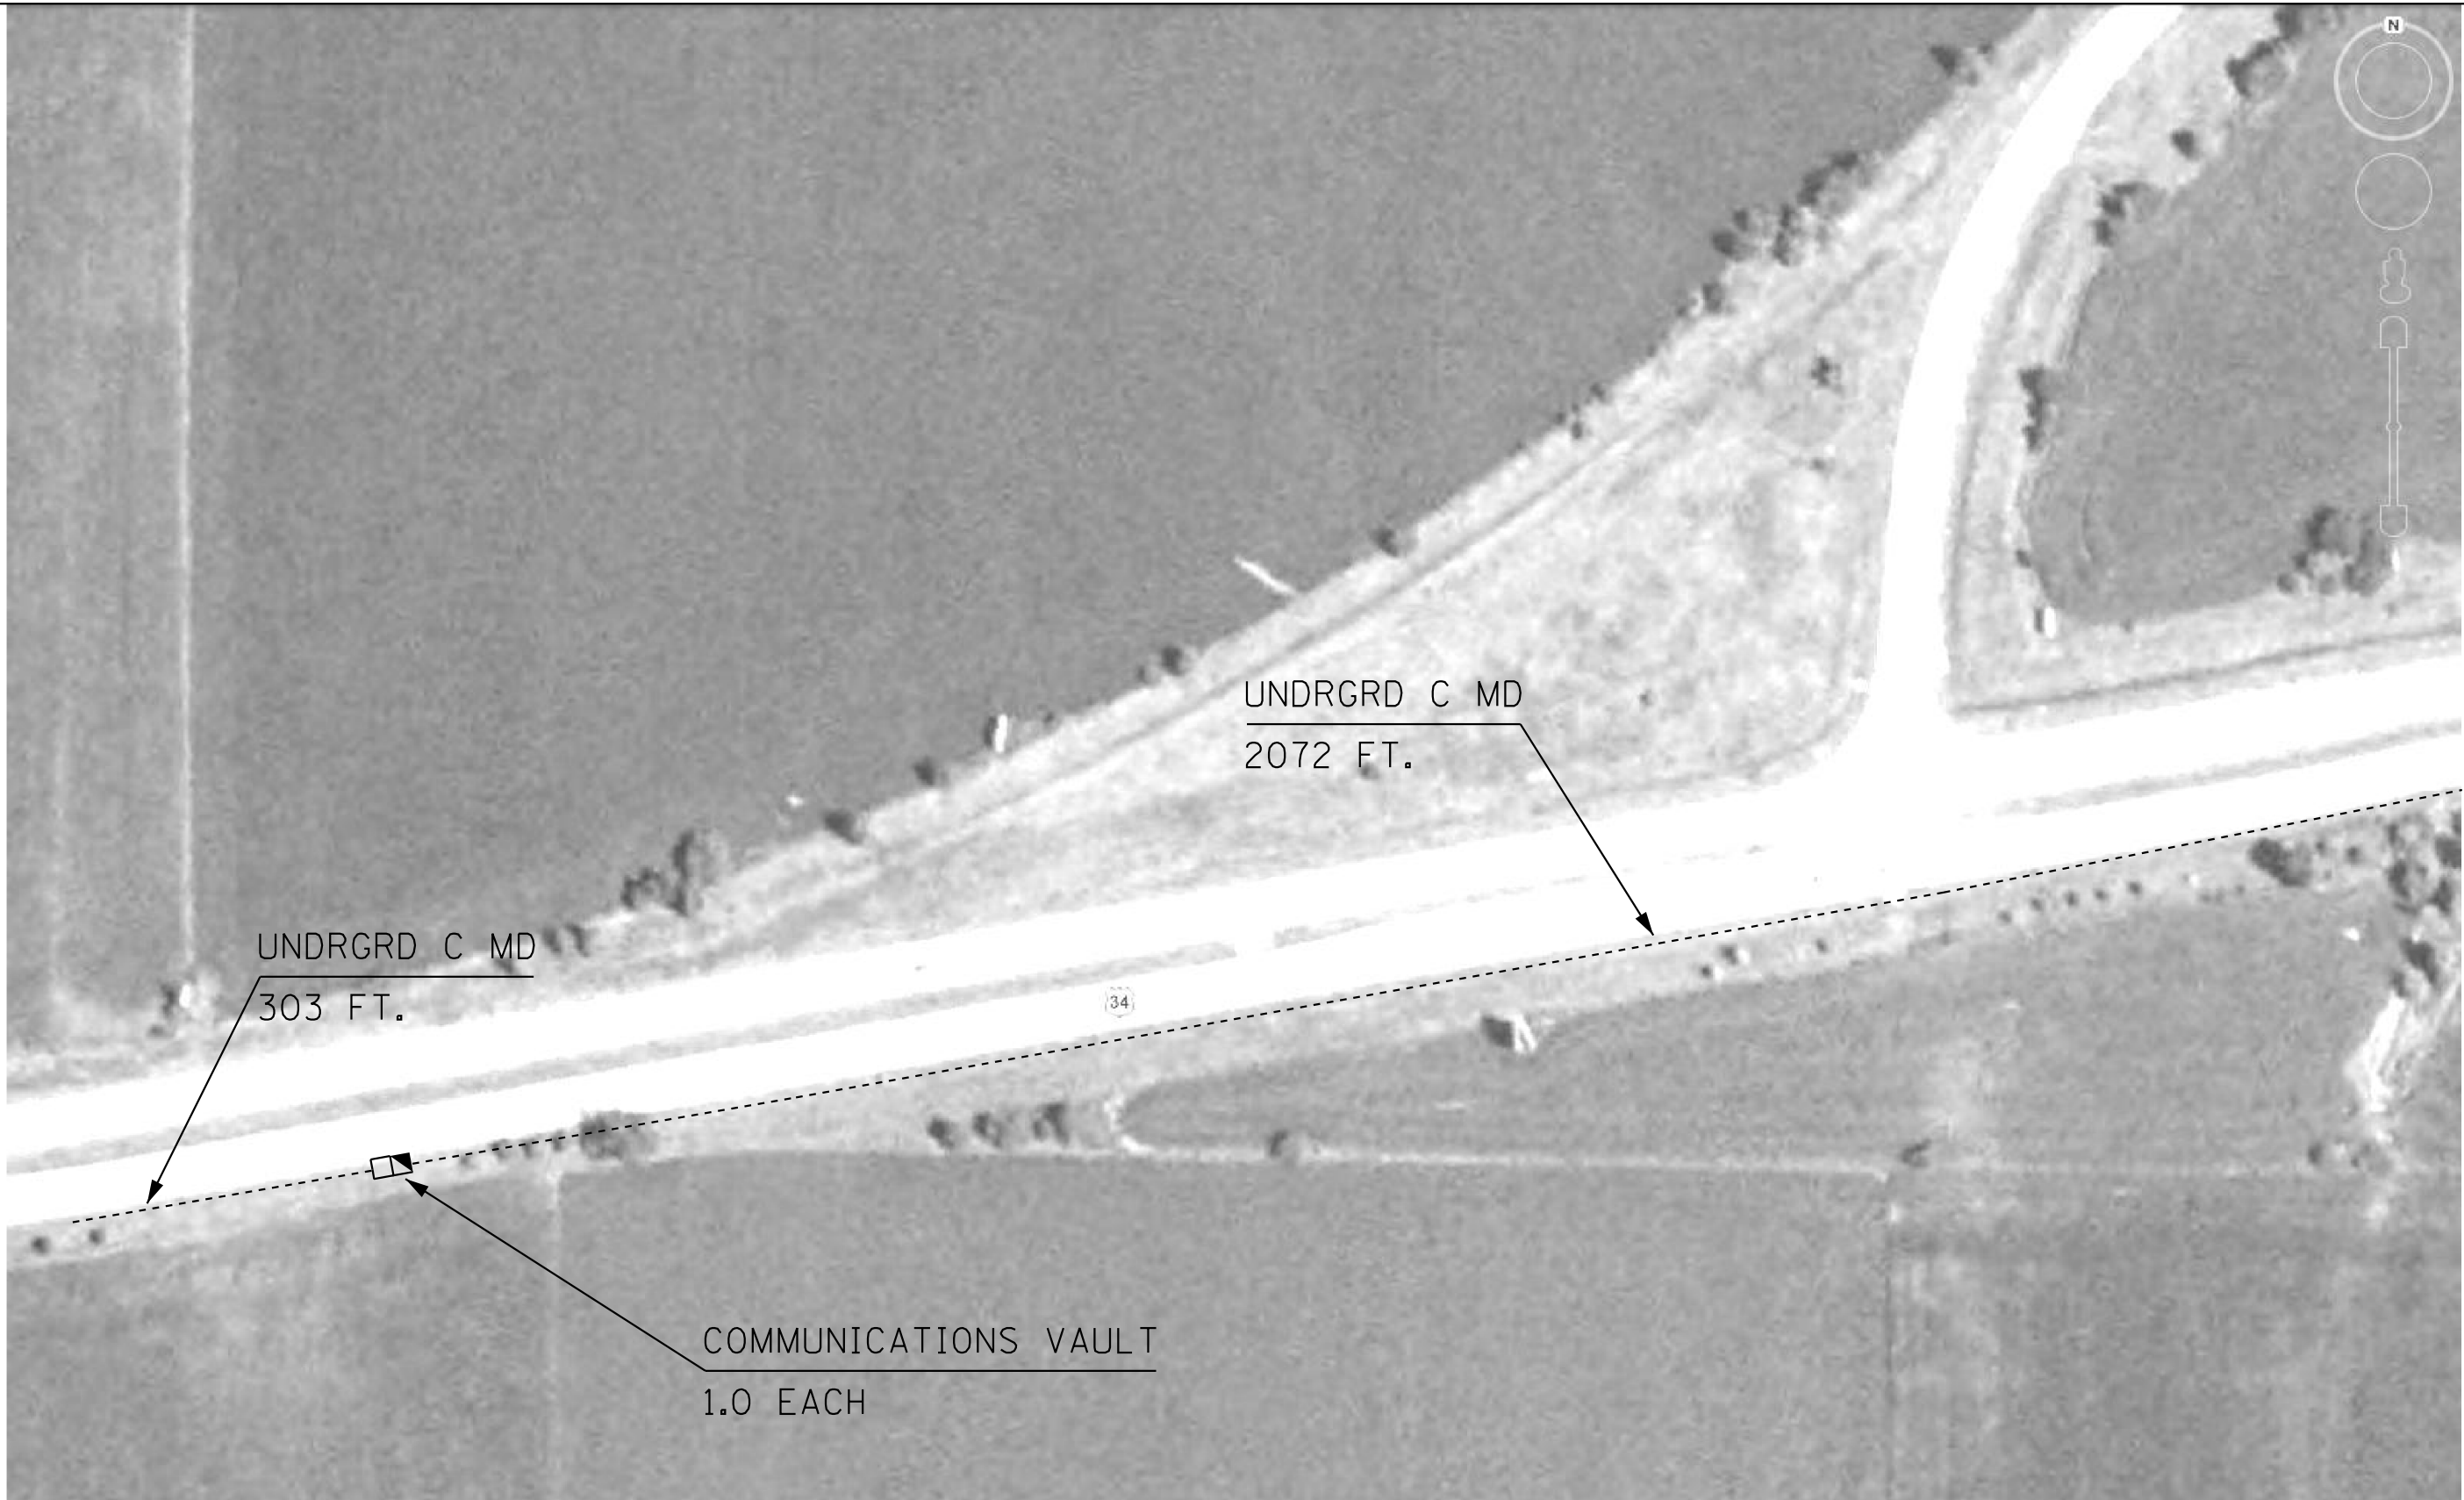 N
UNDRGRD C MD
2072 FT.
UNDRGRD C MD
303 FT.
34
COMMUNICATIONS VAULT
1.0 EACH